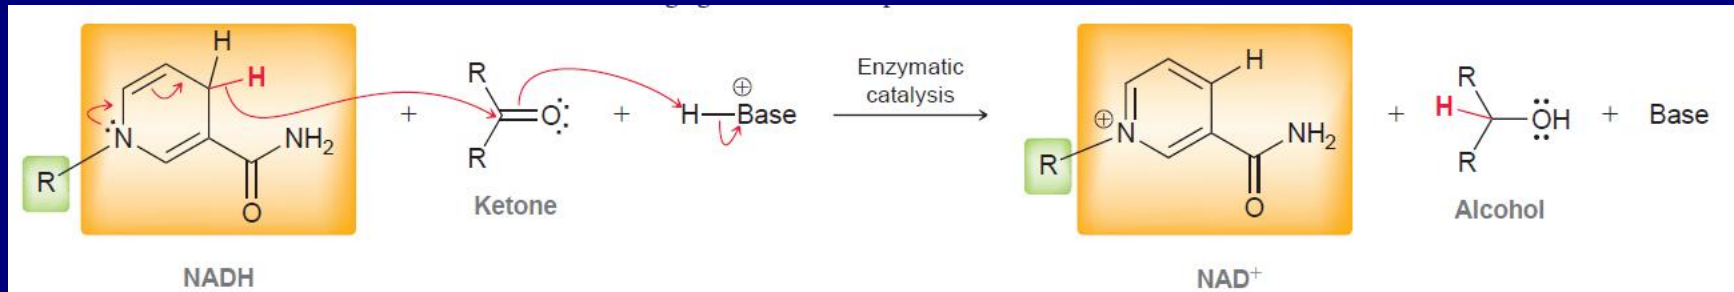 H
H
N
R
NH2
O
NADH
+
R
C=O
R
Ketone
+
H—Base
⊕
Enzymatic
catalysis
H
⊕
N
R
NH2
O
NAD+
+
R
H
OH
R
Alcohol
+
Base